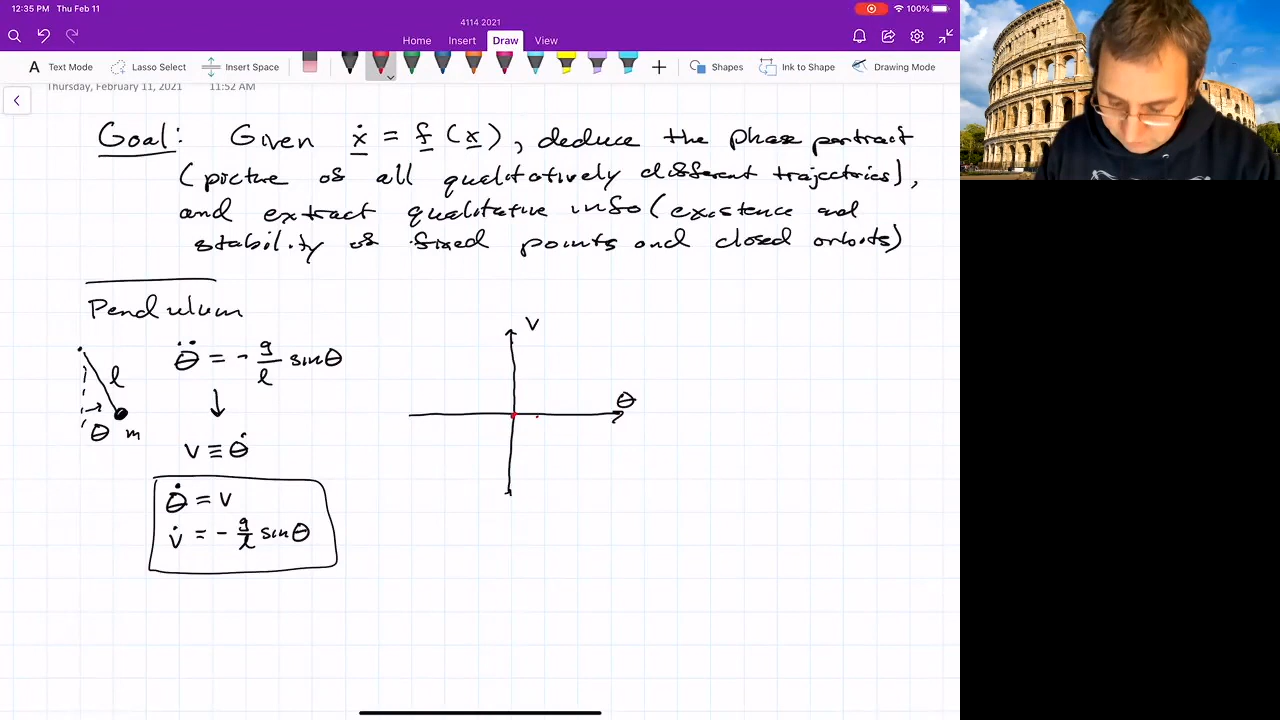 12:35 PM Thu Feb 11
100%
4114 2021
Home Insert Draw View
A Text Mode Lasso Select Insert Space Shapes Ink to Shape Drawing Mode
Thursday, February 11, 2021 11:52 AM
Goal: Given ẋ = f(x), deduce the phase portrait
(picture of all qualitatively different trajectories),
and extract qualitative info (existence and
stability of fixed points and closed orbits)
Pendulum
θ̈ = - g/l sinθ
l
θ m
↓
v ≡ θ̇
θ̇ = v
v̇ = - g/l sinθ
v
θ